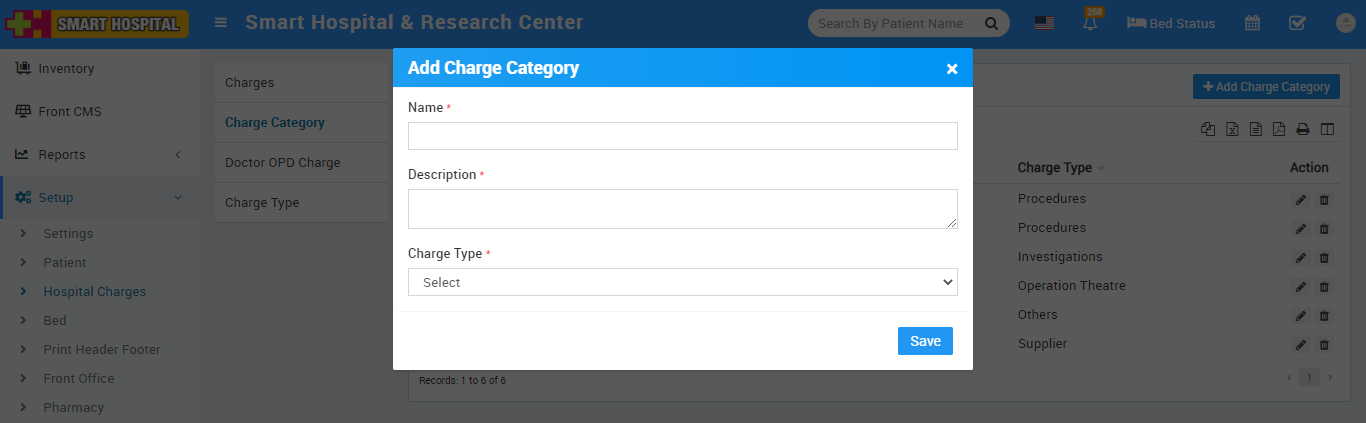 SMART HOSPITAL
Smart Hospital & Research Center
Search By Patient Name
258
Bed Status
Inventory
Front CMS
Reports
Setup
Settings
Patient
Hospital Charges
Bed
Print Header Footer
Front Office
Pharmacy
Charges
Charge Category
Doctor OPD Charge
Charge Type
Add Charge Category
×
Name *
Description *
Charge Type *
Select
Save
+ Add Charge Category
Charge Type Action
Procedures
Procedures
Investigations
Operation Theatre
Others
Supplier
Records: 1 to 6 of 6
1